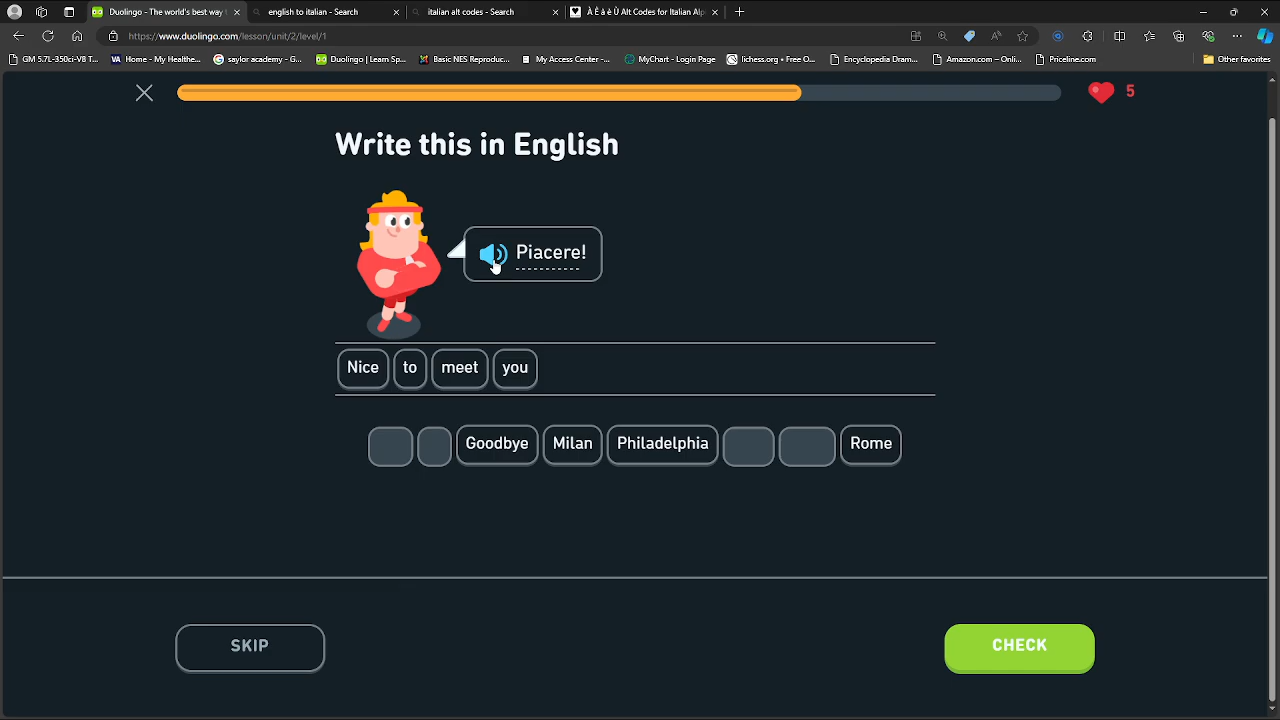 Duolingo - The world's best way t
english to italian - Search
italian alt codes - Search
À È à è Ù Alt Codes for Italian Alp
https://www.duolingo.com/lesson/unit/2/level/1
GM 5.7L-350ci-V8 T...
Home - My Healthe...
saylor academy - G...
Duolingo | Learn Sp...
Basic NES Reproduc...
My Access Center -...
MyChart - Login Page
lichess.org • Free O...
Encyclopedia Drama...
Amazon.com - Onli...
Priceline.com
Other favorites
5
Write this in English
Piacere!
Nice to meet you
Goodbye Milan Philadelphia Rome
SKIP
CHECK